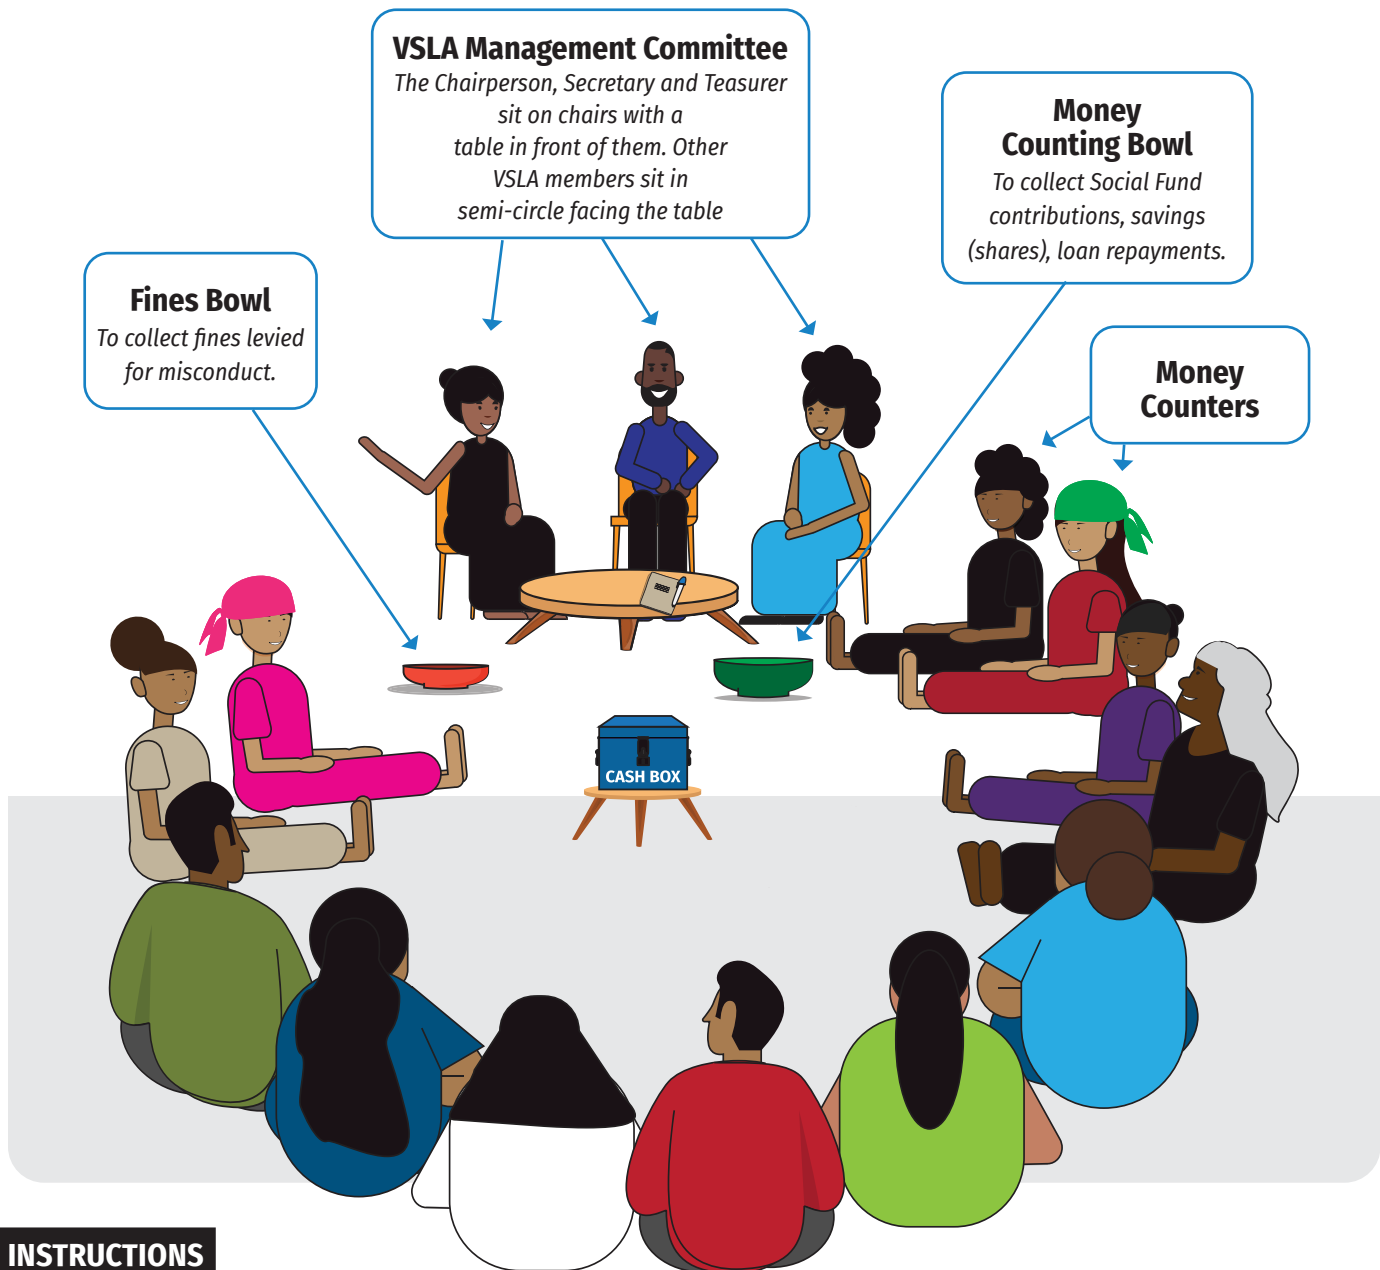 VSLA Management Committee
The Chairperson, Secretary and Teasurer
sit on chairs with a
table in front of them. Other
VSLA members sit in
semi-circle facing the table
Money
Counting Bowl
To collect Social Fund
contributions, savings
(shares), loan repayments.
Fines Bowl
To collect fines levied
for misconduct.
Money
Counters
CASH BOX
INSTRUCTIONS